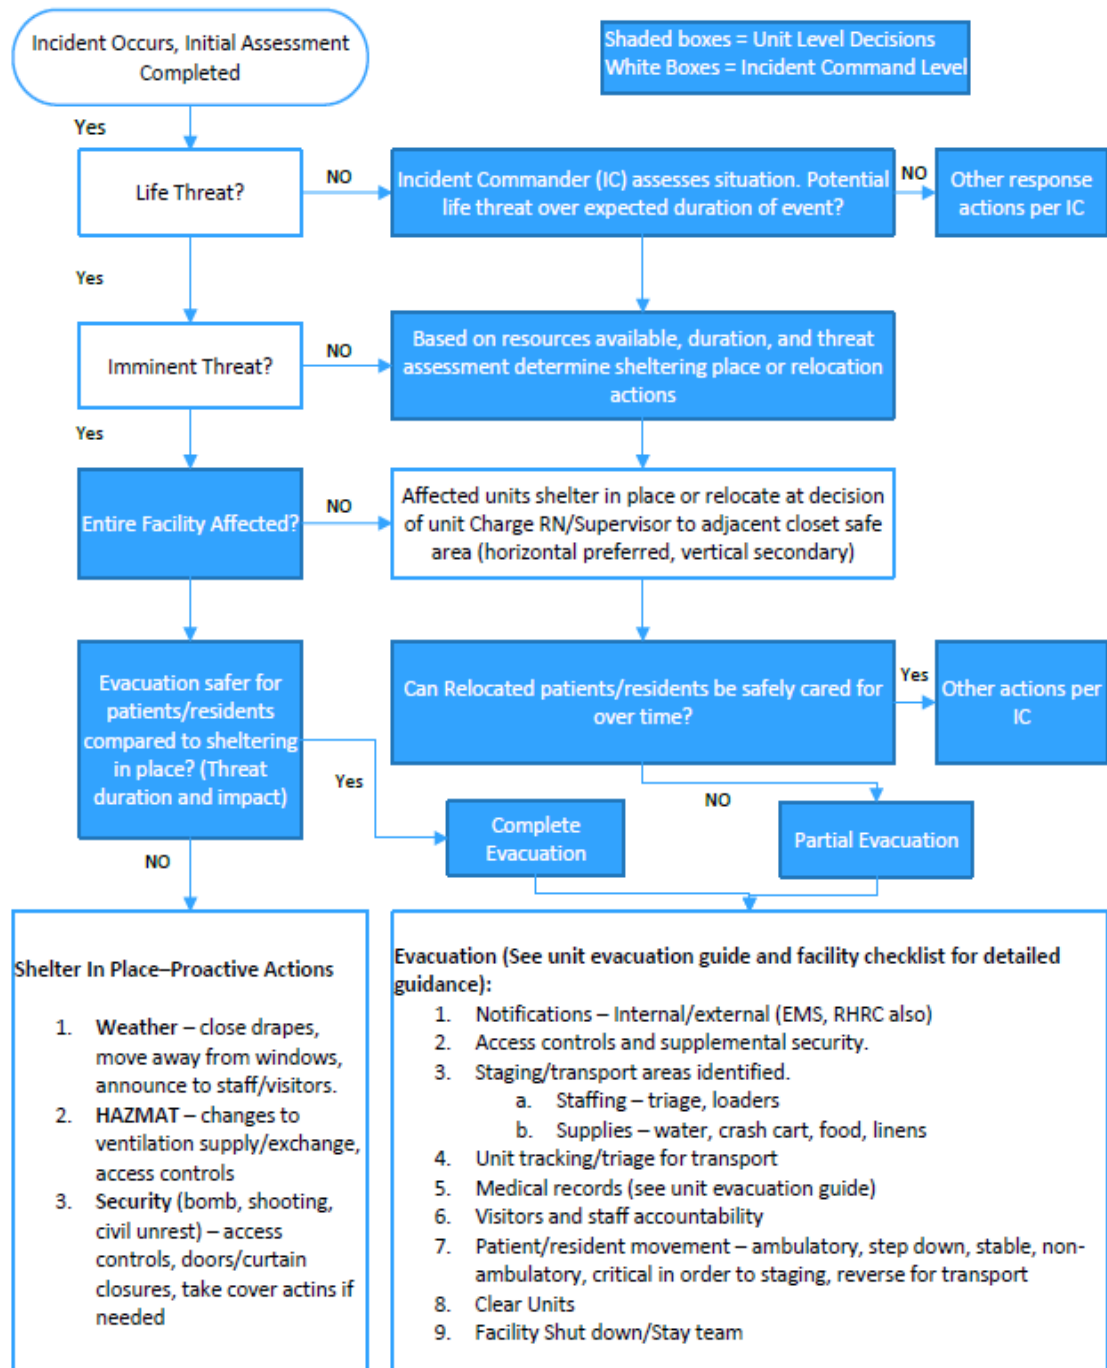 Incident Occurs, Initial Assessment
Completed
Shaded boxes = Unit Level Decisions
White Boxes = Incident Command Level
Yes
Life Threat?
NO
Incident Commander (IC) assesses situation. Potential
life threat over expected duration of event?
NO
Other response
actions per IC
Yes
Imminent Threat?
NO
Based on resources available, duration, and threat
assessment determine sheltering place or relocation
actions
Yes
Entire Facility Affected?
NO
Affected units shelter in place or relocate at decision
of unit Charge RN/Supervisor to adjacent closet safe
area (horizontal preferred, vertical secondary)
Evacuation safer for
patients/residents
compared to sheltering
in place? (Threat
duration and impact)
Yes
Can Relocated patients/residents be safely cared for
over time?
Yes
Other actions per
IC
NO
Complete
Evacuation
Partial Evacuation
NO
Shelter In Place–Proactive Actions
1. Weather – close drapes,
move away from windows,
announce to staff/visitors.
2. HAZMAT – changes to
ventilation supply/exchange,
access controls
3. Security (bomb, shooting,
civil unrest) – access
controls, doors/curtain
closures, take cover actins if
needed
Evacuation (See unit evacuation guide and facility checklist for detailed
guidance):
1. Notifications – Internal/external (EMS, RHRC also)
2. Access controls and supplemental security.
3. Staging/transport areas identified.
a. Staffing – triage, loaders
b. Supplies – water, crash cart, food, linens
4. Unit tracking/triage for transport
5. Medical records (see unit evacuation guide)
6. Visitors and staff accountability
7. Patient/resident movement – ambulatory, step down, stable, non-
ambulatory, critical in order to staging, reverse for transport
8. Clear Units
9. Facility Shut down/Stay team